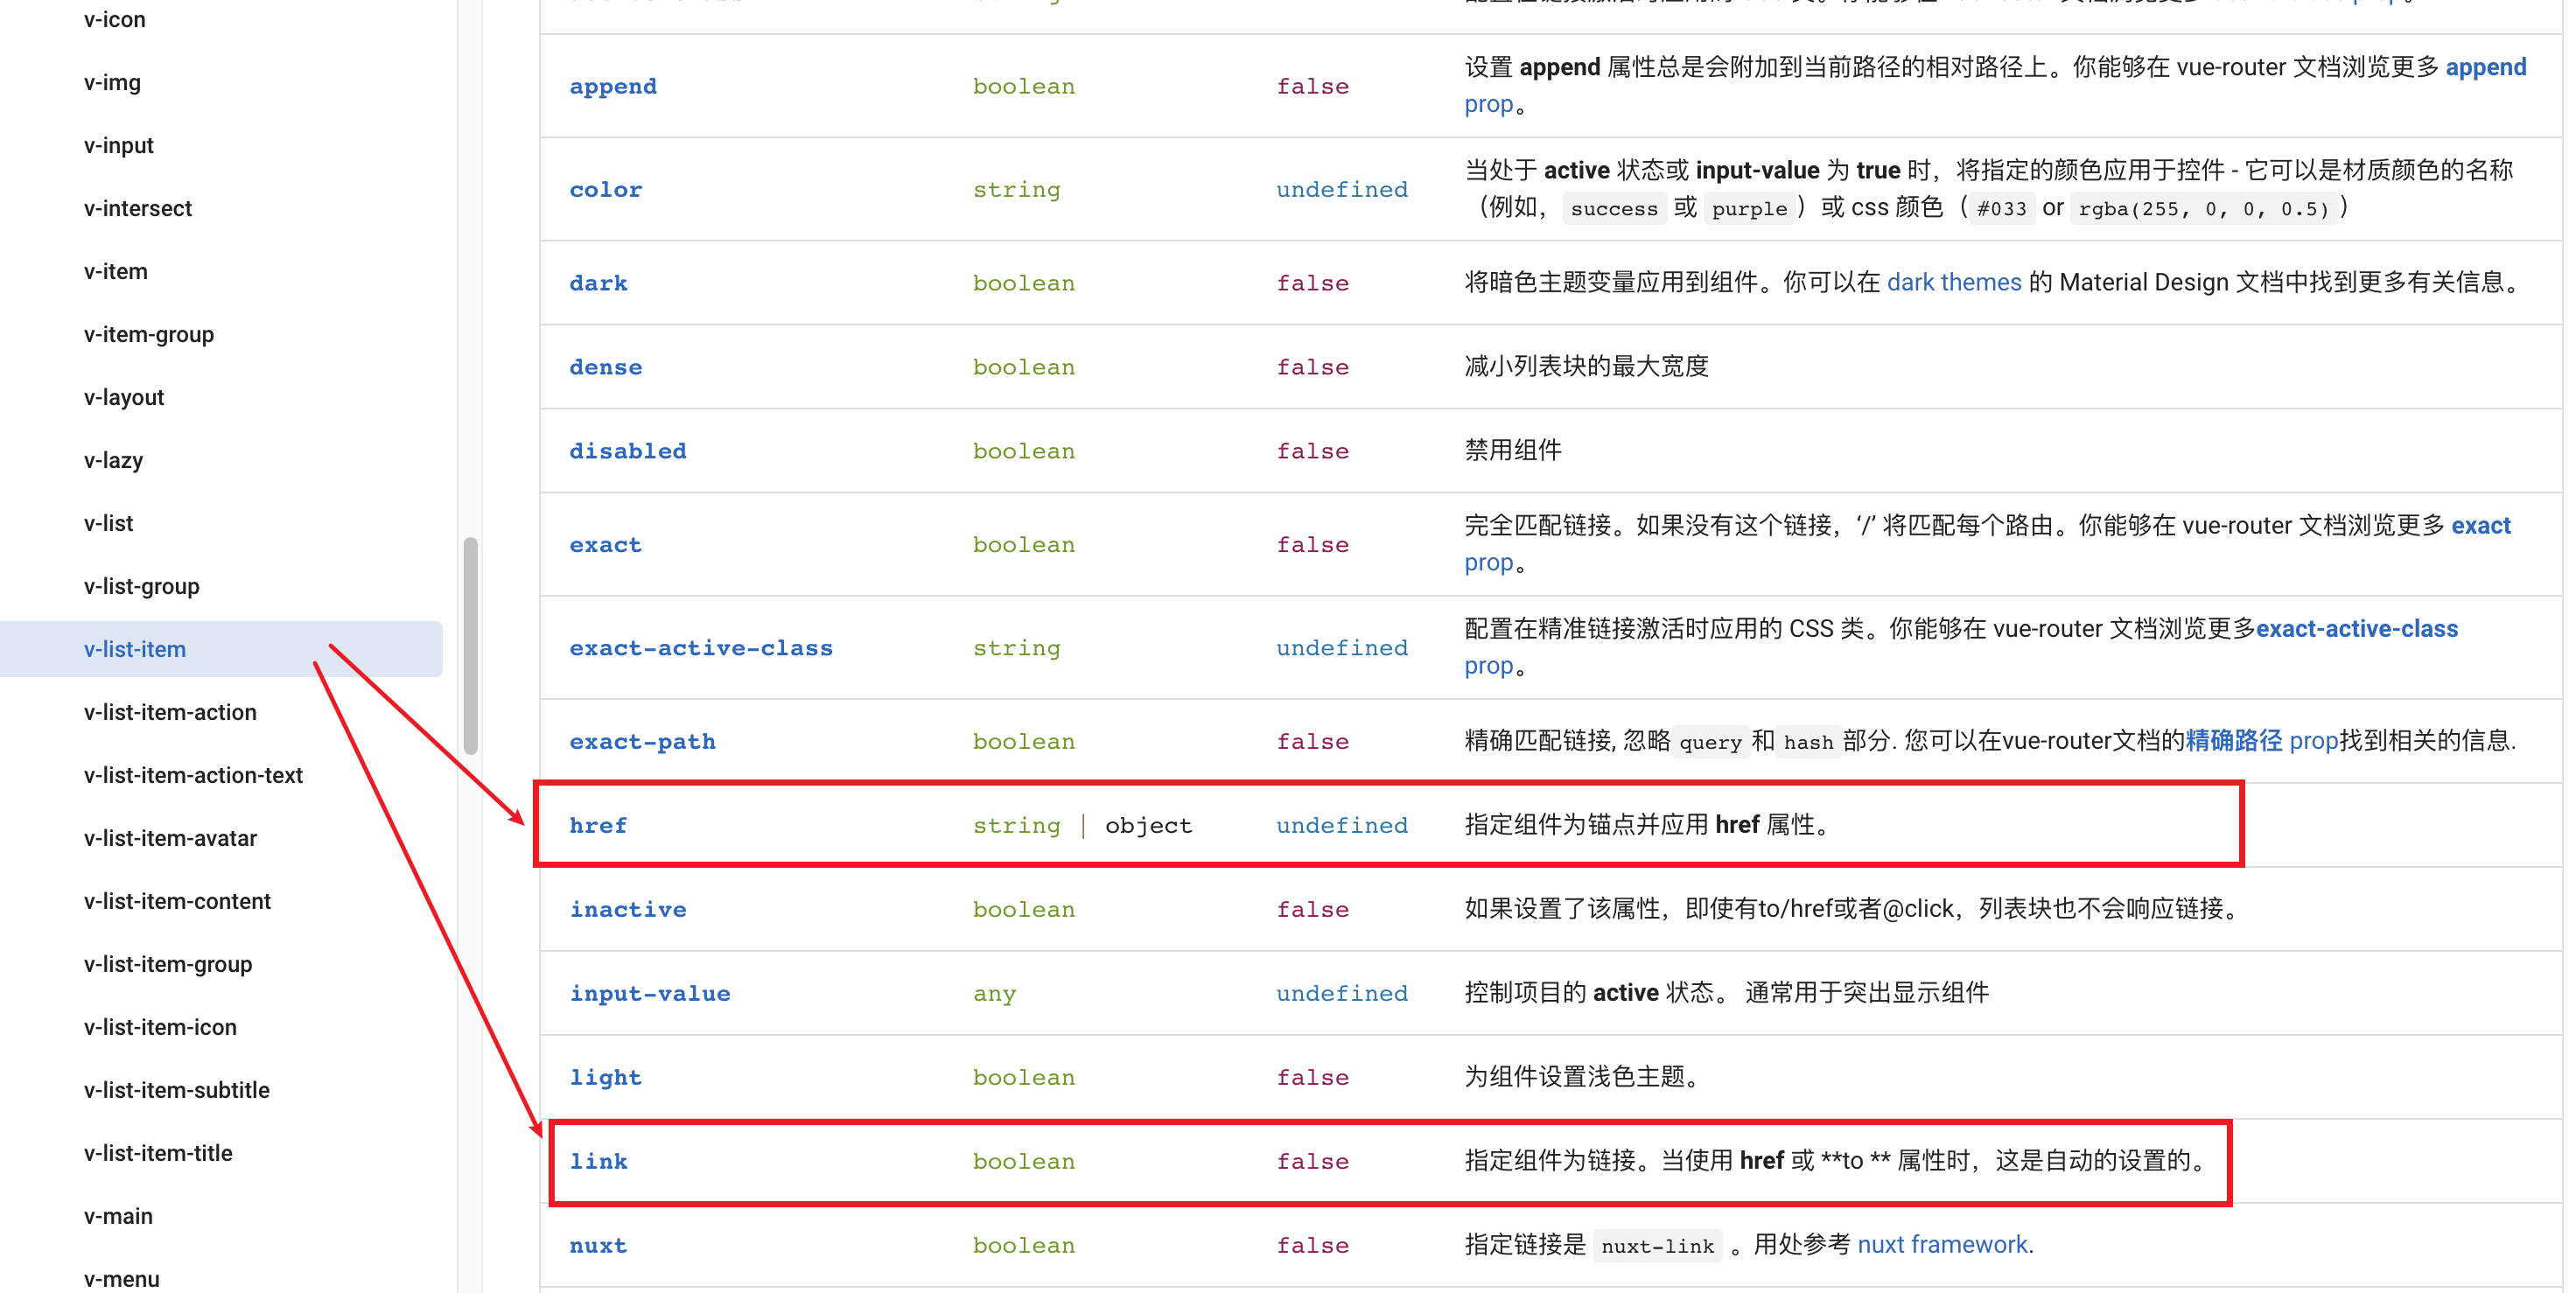 v-icon
v-img
v-input
v-intersect
v-item
v-item-group
v-layout
v-lazy
v-list
v-list-group
v-list-item
v-list-item-action
v-list-item-action-text
v-list-item-avatar
v-list-item-content
v-list-item-group
v-list-item-icon
v-list-item-subtitle
v-list-item-title
v-main
v-menu
append boolean false 设置 append 属性总是会附加到当前路径的相对路径上。你能够在 vue-router 文档浏览更多 append
prop。
color string undefined 当处于 active 状态或 input-value 为 true 时，将指定的颜色应用于控件 - 它可以是材质颜色的名称
（例如， success 或 purple ）或 css 颜色（ #033 or rgba(255, 0, 0, 0.5) ）
dark boolean false 将暗色主题变量应用到组件。你可以在 dark themes 的 Material Design 文档中找到更多有关信息。
dense boolean false 减小列表块的最大宽度
disabled boolean false 禁用组件
exact boolean false 完全匹配链接。如果没有这个链接，‘/’ 将匹配每个路由。你能够在 vue-router 文档浏览更多 exact
prop。
exact-active-class string undefined 配置在精准链接激活时应用的 CSS 类。你能够在 vue-router 文档浏览更多exact-active-class
prop。
exact-path boolean false 精确匹配链接, 忽略 query 和 hash 部分. 您可以在vue-router文档的精确路径 prop找到相关的信息.
href string | object undefined 指定组件为锚点并应用 href 属性。
inactive boolean false 如果设置了该属性，即使有to/href或者@click，列表块也不会响应链接。
input-value any undefined 控制项目的 active 状态。 通常用于突出显示组件
light boolean false 为组件设置浅色主题。
link boolean false 指定组件为链接。当使用 href 或 **to ** 属性时，这是自动的设置的。
nuxt boolean false 指定链接是 nuxt-link 。用处参考 nuxt framework.